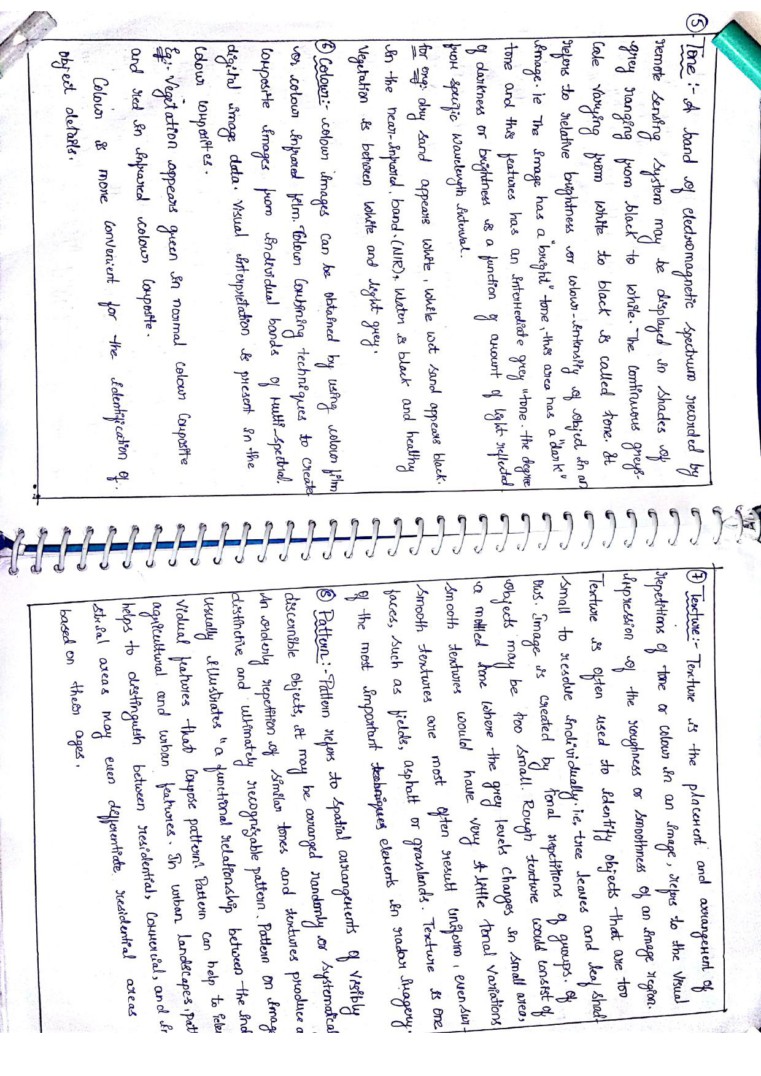 ⑤ Tone :- A band of electromagnetic spectrum recorded by
remote sensing system may be displayed in shades of
grey ranging from black to white. The continuous greys-
cale varying from white to black is called tone. It
refers to relative brightness or colour-intensity of object in an
image. ie The image has a "bright" tone, this area has a "dark"
tone and this features has an intermediate grey "tone. the degree
of darkness or brightness is a function of amount of light reflected
from specific wavelength interval.
for eng: dry sand appears white, while wet sand appears black.
in the near-infrared band. (NIR), Water is black and healthy
Vegetation is between white and light grey.
⑥ Colour:- colour images can be obtained by using colour film
or, colour infrared film. Colour Combining techniques to create
composite images from individual bands of Multi-spectral
digital image data. Visual interpretation is present in the
colour composites.
Eg:- Vegetation appears green in normal colour composite
and red in infrared colour composite.
Colour is more convenient for the identification of
object details.
⑦ Texture:- Texture is the placement and arrangement of
repetitions of tone or colour in an image, refers to the visual
impression of the roughness or smoothness of an image region.
Texture is often used to identify objects that are too
small to resolve individually. i.e, tree leaves and leaf shad-
ows. Image is created by tonal repetitions of groups. of
objects may be too small. Rough texture would consist of
a mottled tone where the grey levels changes in small area,
smooth textures would have very little tonal variations
smooth textures are most often result uniform, even sur-
faces, such as fields, asphalt or grasslands. Texture is one
of the most important techniques elements in radar Imagery.
⑧ Pattern:- Pattern refers to spatial arrangements of visibly
discernible objects, it may be arranged randomly or systematical
An orderly repetition of similar tones and textures produce a
distinctive and ultimately recognizable pattern. Pattern on image
usually illustrates "a functional relationship between the ind
vidual features that compose pattern. Pattern can help to
agricultural and urban features. In urban landscapes,
helps to distinguish between residential, Commercial, and in
strial areas may even differentiate residential areas
based on their ages.